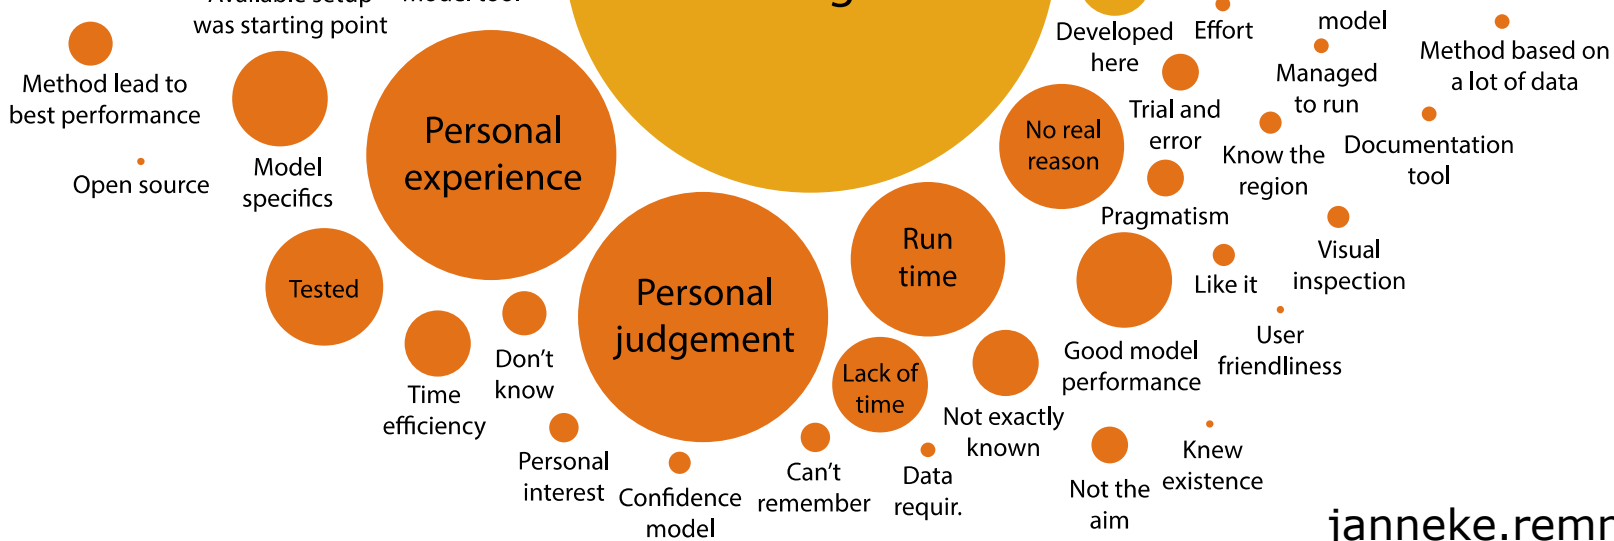 was starting point
Developed
here
Effort
model
Method based on
a lot of data
Method lead to
best performance
Managed
to run
Personal
experience
No real
reason
Trial and
error
Know the
region
Documentation
tool
Open source
Model
specifics
Pragmatism
Run
time
Visual
inspection
Like it
Tested
Personal
judgement
User
friendliness
Good model
performance
Don't
know
Lack of
time
Time
efficiency
Not exactly
known
Personal
interest
Confidence
model
Can't
remember
Data
requir.
Knew
existence
Not the
aim